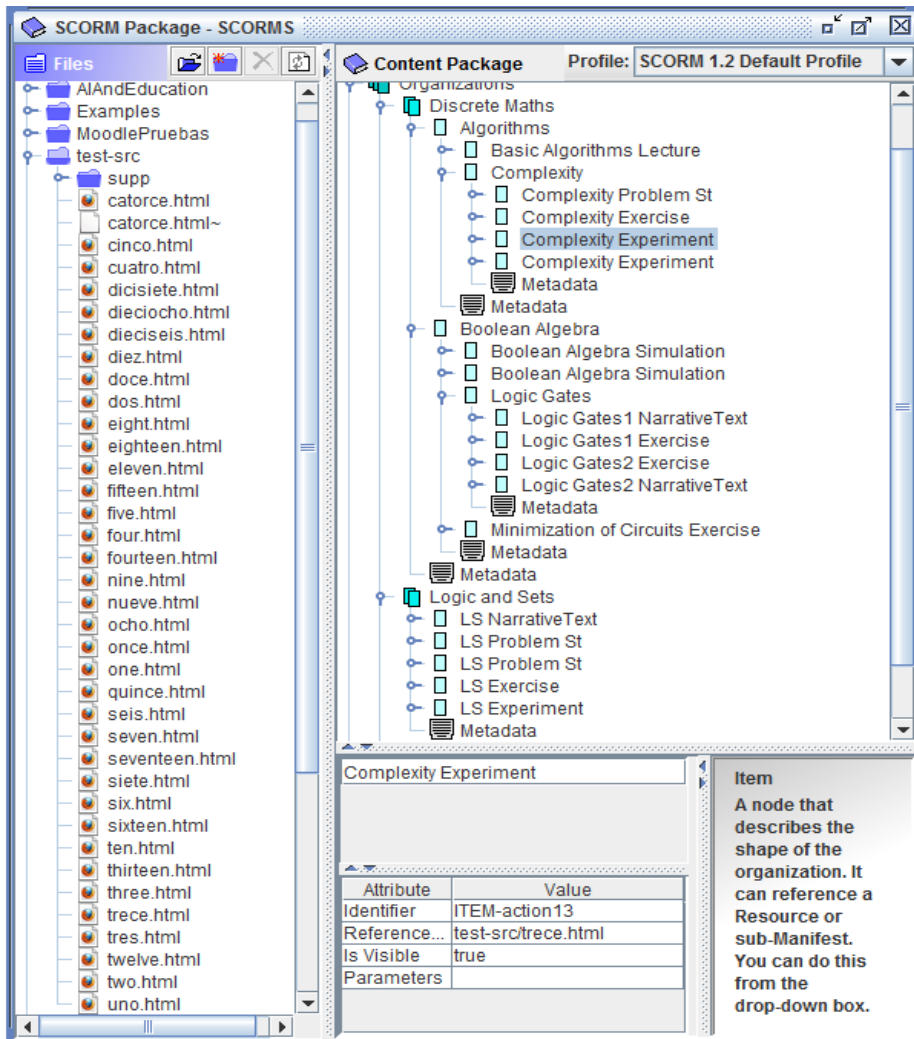 SCORM Package - SCORMS
Files
AIAndEducation
Examples
MoodlePruebas
test-src
supp
catorce.html
catorce.html~
cinco.html
cuatro.html
dicisiete.html
dieciocho.html
dieciseis.html
diez.html
doce.html
dos.html
eight.html
eighteen.html
eleven.html
fifteen.html
five.html
four.html
fourteen.html
nine.html
nueve.html
ocho.html
once.html
one.html
quince.html
seis.html
seven.html
seventeen.html
siete.html
six.html
sixteen.html
ten.html
thirteen.html
three.html
trece.html
tres.html
twelve.html
two.html
uno.html
Content Package
Profile: SCORM 1.2 Default Profile
Organizations
Discrete Maths
Algorithms
Basic Algorithms Lecture
Complexity
Complexity Problem St
Complexity Exercise
Complexity Experiment
Complexity Experiment
Metadata
Metadata
Boolean Algebra
Boolean Algebra Simulation
Boolean Algebra Simulation
Logic Gates
Logic Gates1 NarrativeText
Logic Gates1 Exercise
Logic Gates2 Exercise
Logic Gates2 NarrativeText
Metadata
Minimization of Circuits Exercise
Metadata
Metadata
Logic and Sets
LS NarrativeText
LS Problem St
LS Problem St
LS Exercise
LS Experiment
Metadata
Complexity Experiment
Attribute Value
Identifier ITEM-action13
Reference... test-src/trece.html
Is Visible true
Parameters
Item
A node that
describes the
shape of the
organization. It
can reference a
Resource or
sub-Manifest.
You can do this
from the
drop-down box.